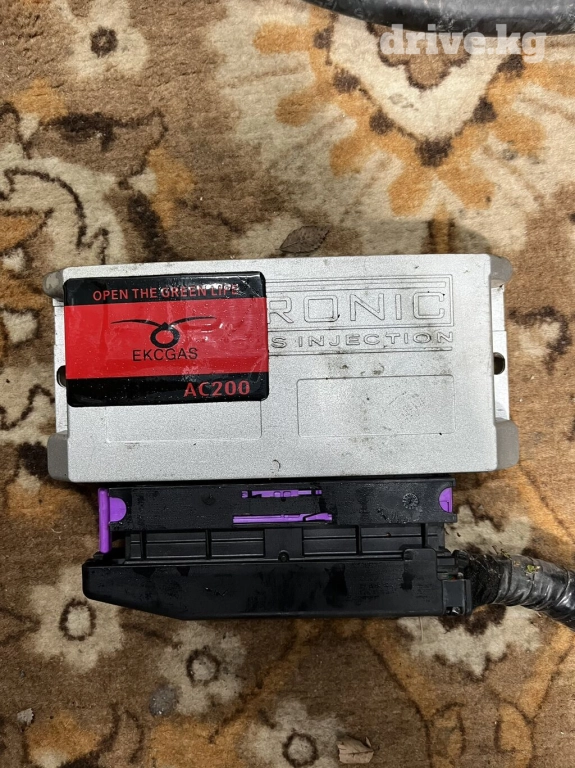 drive.kg
OPEN THE GREEN LIFE
RONIC
S INJECTION
EKCGAS
AC200